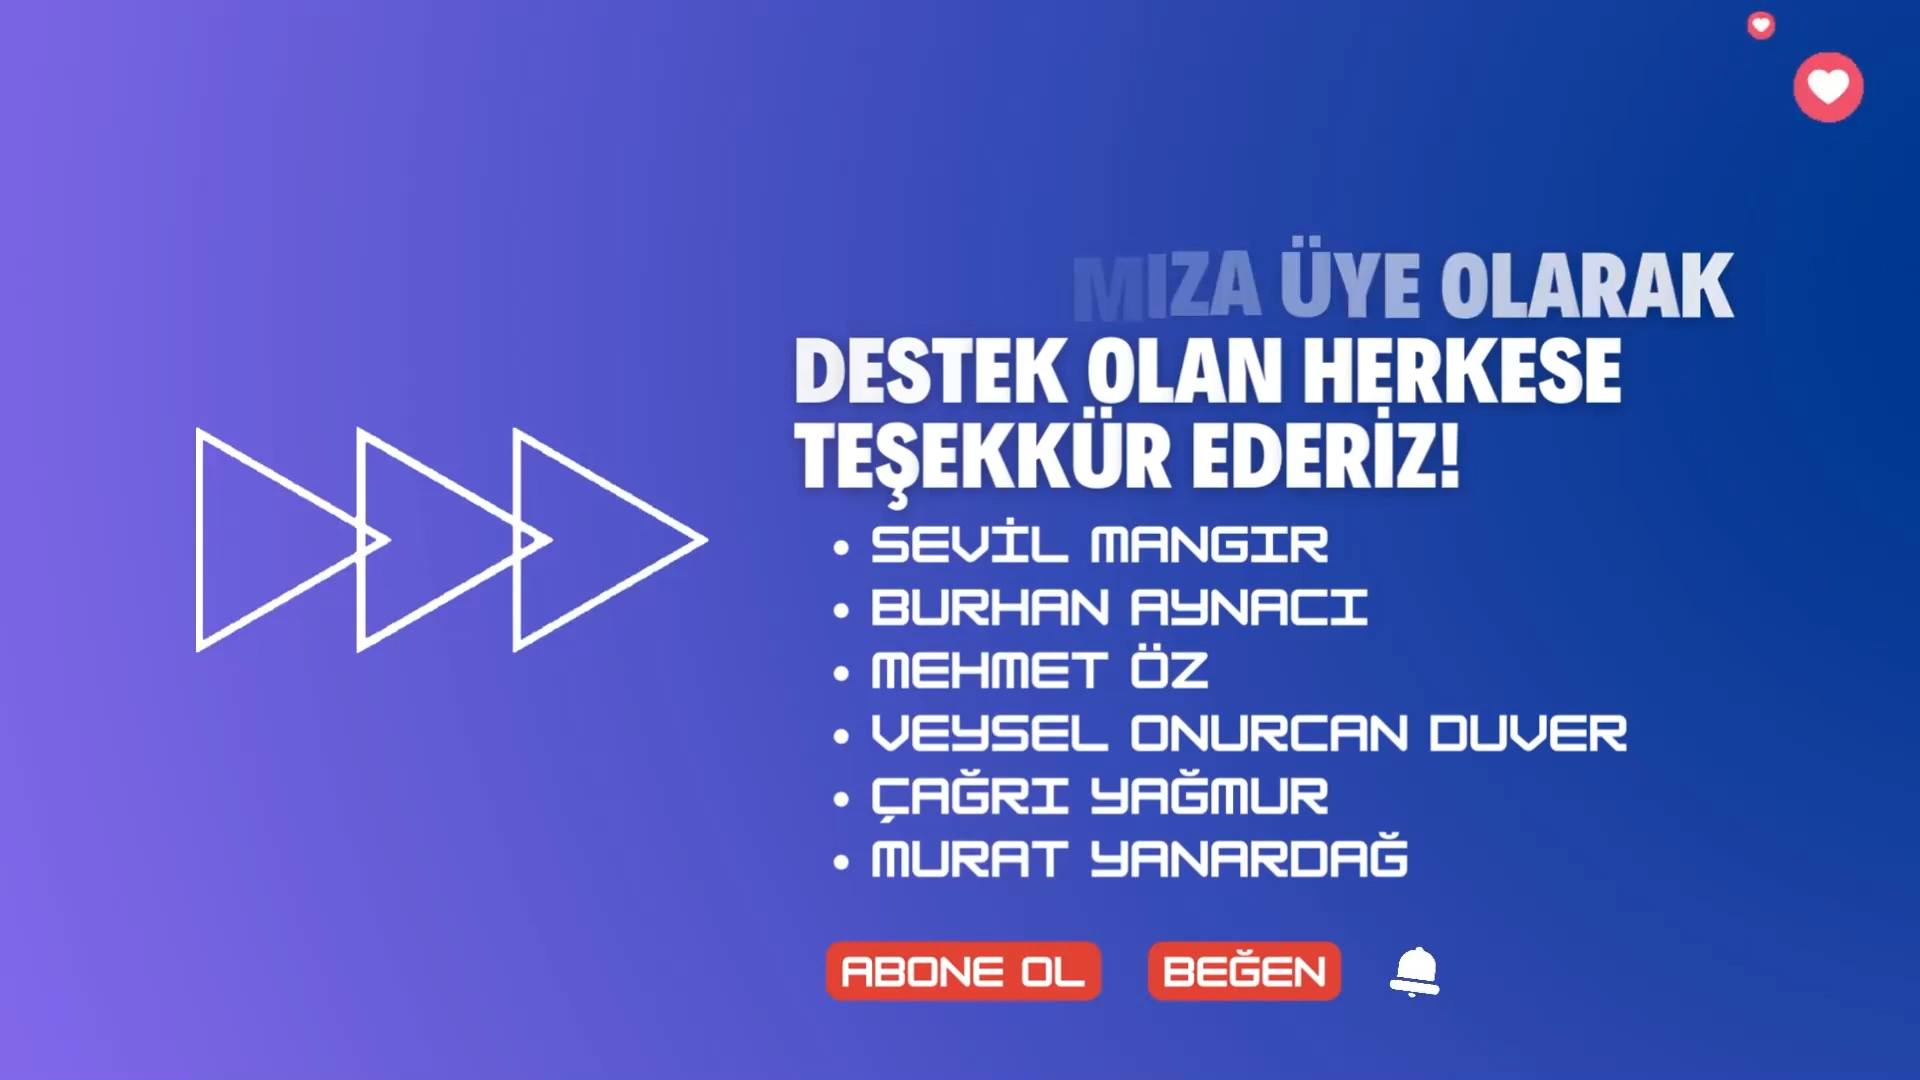 MIZA ÜYE OLARAK
DESTEK OLAN HERKESE
TEŞEKKÜR EDERİZ!
• SEVİL MANGIR
• BURHAN AYNACI
• MEHMET ÖZ
• VEYSEL ONURCAN DUVER
• ÇAĞRI YAĞMUR
• MURAT YANARDAĞ
ABONE OL BEĞEN